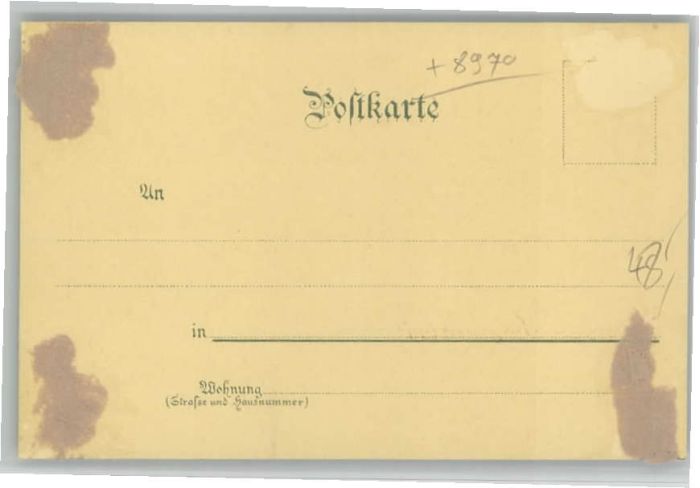 + 8970
Postkarte
An
48,
in
Wohnung
(Strasse und Hausnummer)